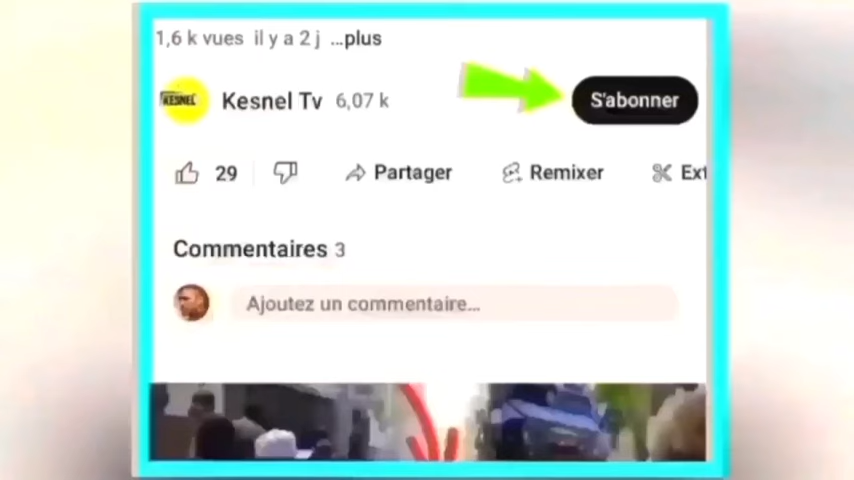 1,6 k vues il y a 2 j ...plus
KESNEL
Kesnel Tv 6,07 k
S'abonner
29
Partager
Remixer
Ext
Commentaires 3
Ajoutez un commentaire...